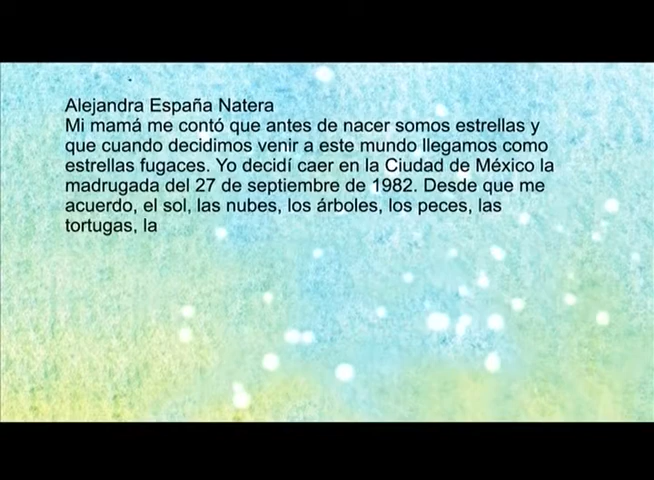 Alejandra España Natera
Mi mamá me contó que antes de nacer somos estrellas y
que cuando decidimos venir a este mundo llegamos como
estrellas fugaces. Yo decidí caer en la Ciudad de México la
madrugada del 27 de septiembre de 1982. Desde que me
acuerdo, el sol, las nubes, los árboles, los peces, las
tortugas, la